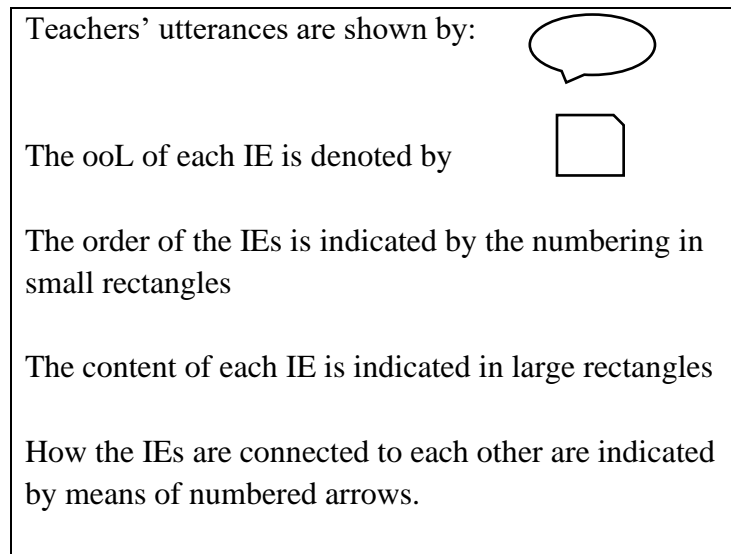 Teachers’ utterances are shown by:
The ooL of each IE is denoted by
The order of the IEs is indicated by the numbering in
small rectangles
The content of each IE is indicated in large rectangles
How the IEs are connected to each other are indicated
by means of numbered arrows.